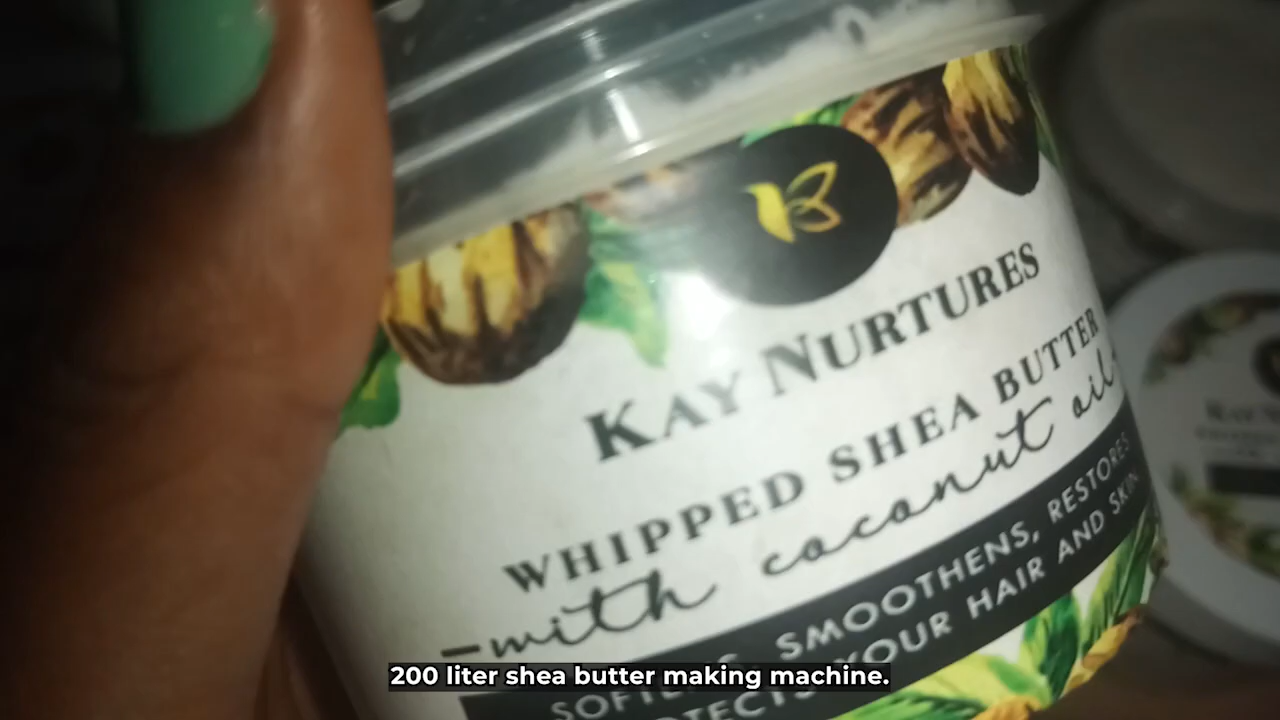 KAY NURTURES
WHIPPED SHEA BUTTER
-with coconut oil-
SMOOTHENS, RESTORES
YOUR HAIR AND SKIN
200 liter shea butter making machine.